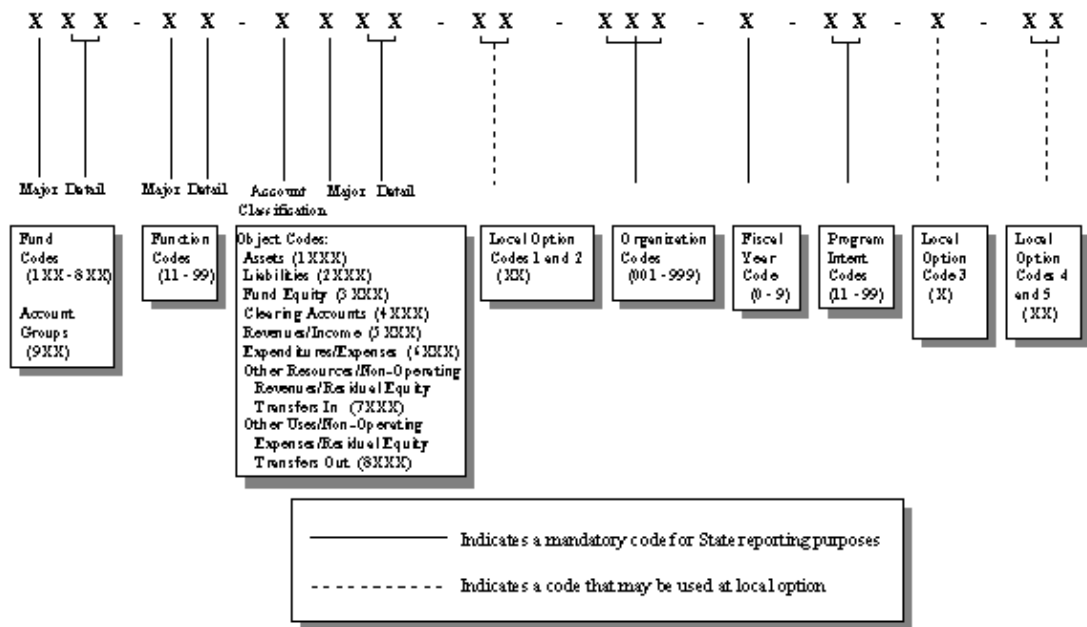 X X X - X X - X X X X - X X - X X X - X - X X - X - X X
Major Detail Major Detail Account Classification Major Detail
Fund
Codes
(1XX - 8XX)
Account
Groups
(9XX)
Function
Codes
(11 - 99)
Object Codes:
Assets (1XXX)
Liabilities (2XXX)
Fund Equity (3XXX)
Clearing Accounts (4XXX)
Revenues/Income (5XXX)
Expenditures/Expenses (6XXX)
Other Resources/Non-Operating
Revenues/Residual Equity
Transfers In (7XXX)
Other Uses/Non-Operating
Expenses/Residual Equity
Transfers Out (8XXX)
Local Option
Codes 1 and 2
(XX)
Organization
Codes
(001 - 999)
Fiscal
Year
Code
(0 - 9)
Program
Intent
Codes
(11 - 99)
Local
Option
Code 3
(X)
Local
Option
Codes 4
and 5
(XX)
Indicates a mandatory code for State reporting purposes
Indicates a code that may be used at local option